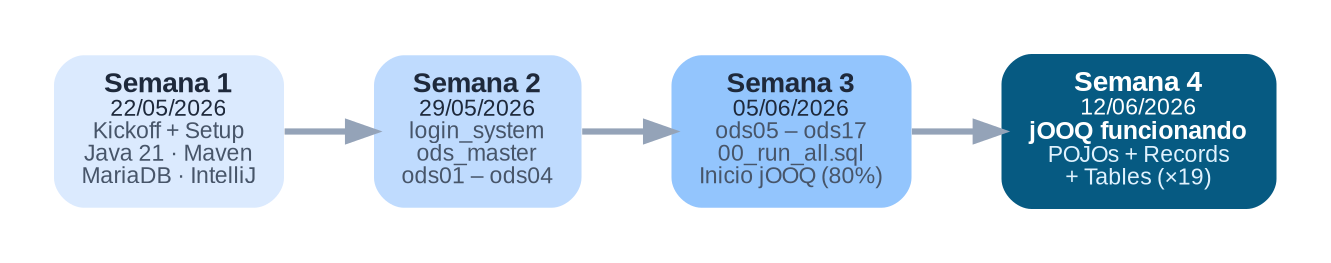 Semana 1
22/05/2026
Kickoff + Setup
Java 21 · Maven
MariaDB · IntelliJ
Semana 2
29/05/2026
login_system
ods_master
ods01 – ods04
Semana 3
05/06/2026
ods05 – ods17
00_run_all.sql
Inicio jOOQ (80%)
Semana 4
12/06/2026
jOOQ funcionando
POJOs + Records
+ Tables (×19)